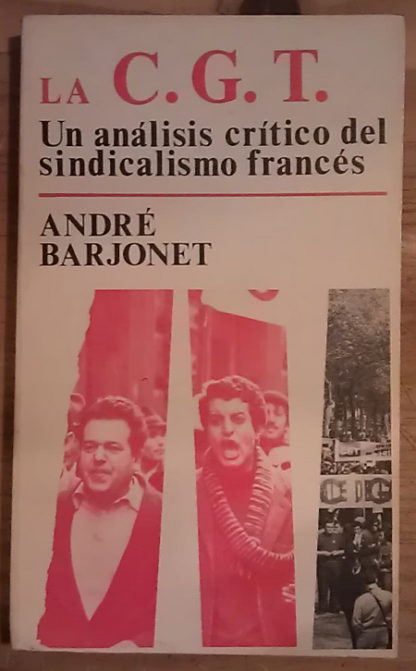 LA C.G.T.
Un análisis crítico del
sindicalismo francés
ANDRÉ
BARJONET